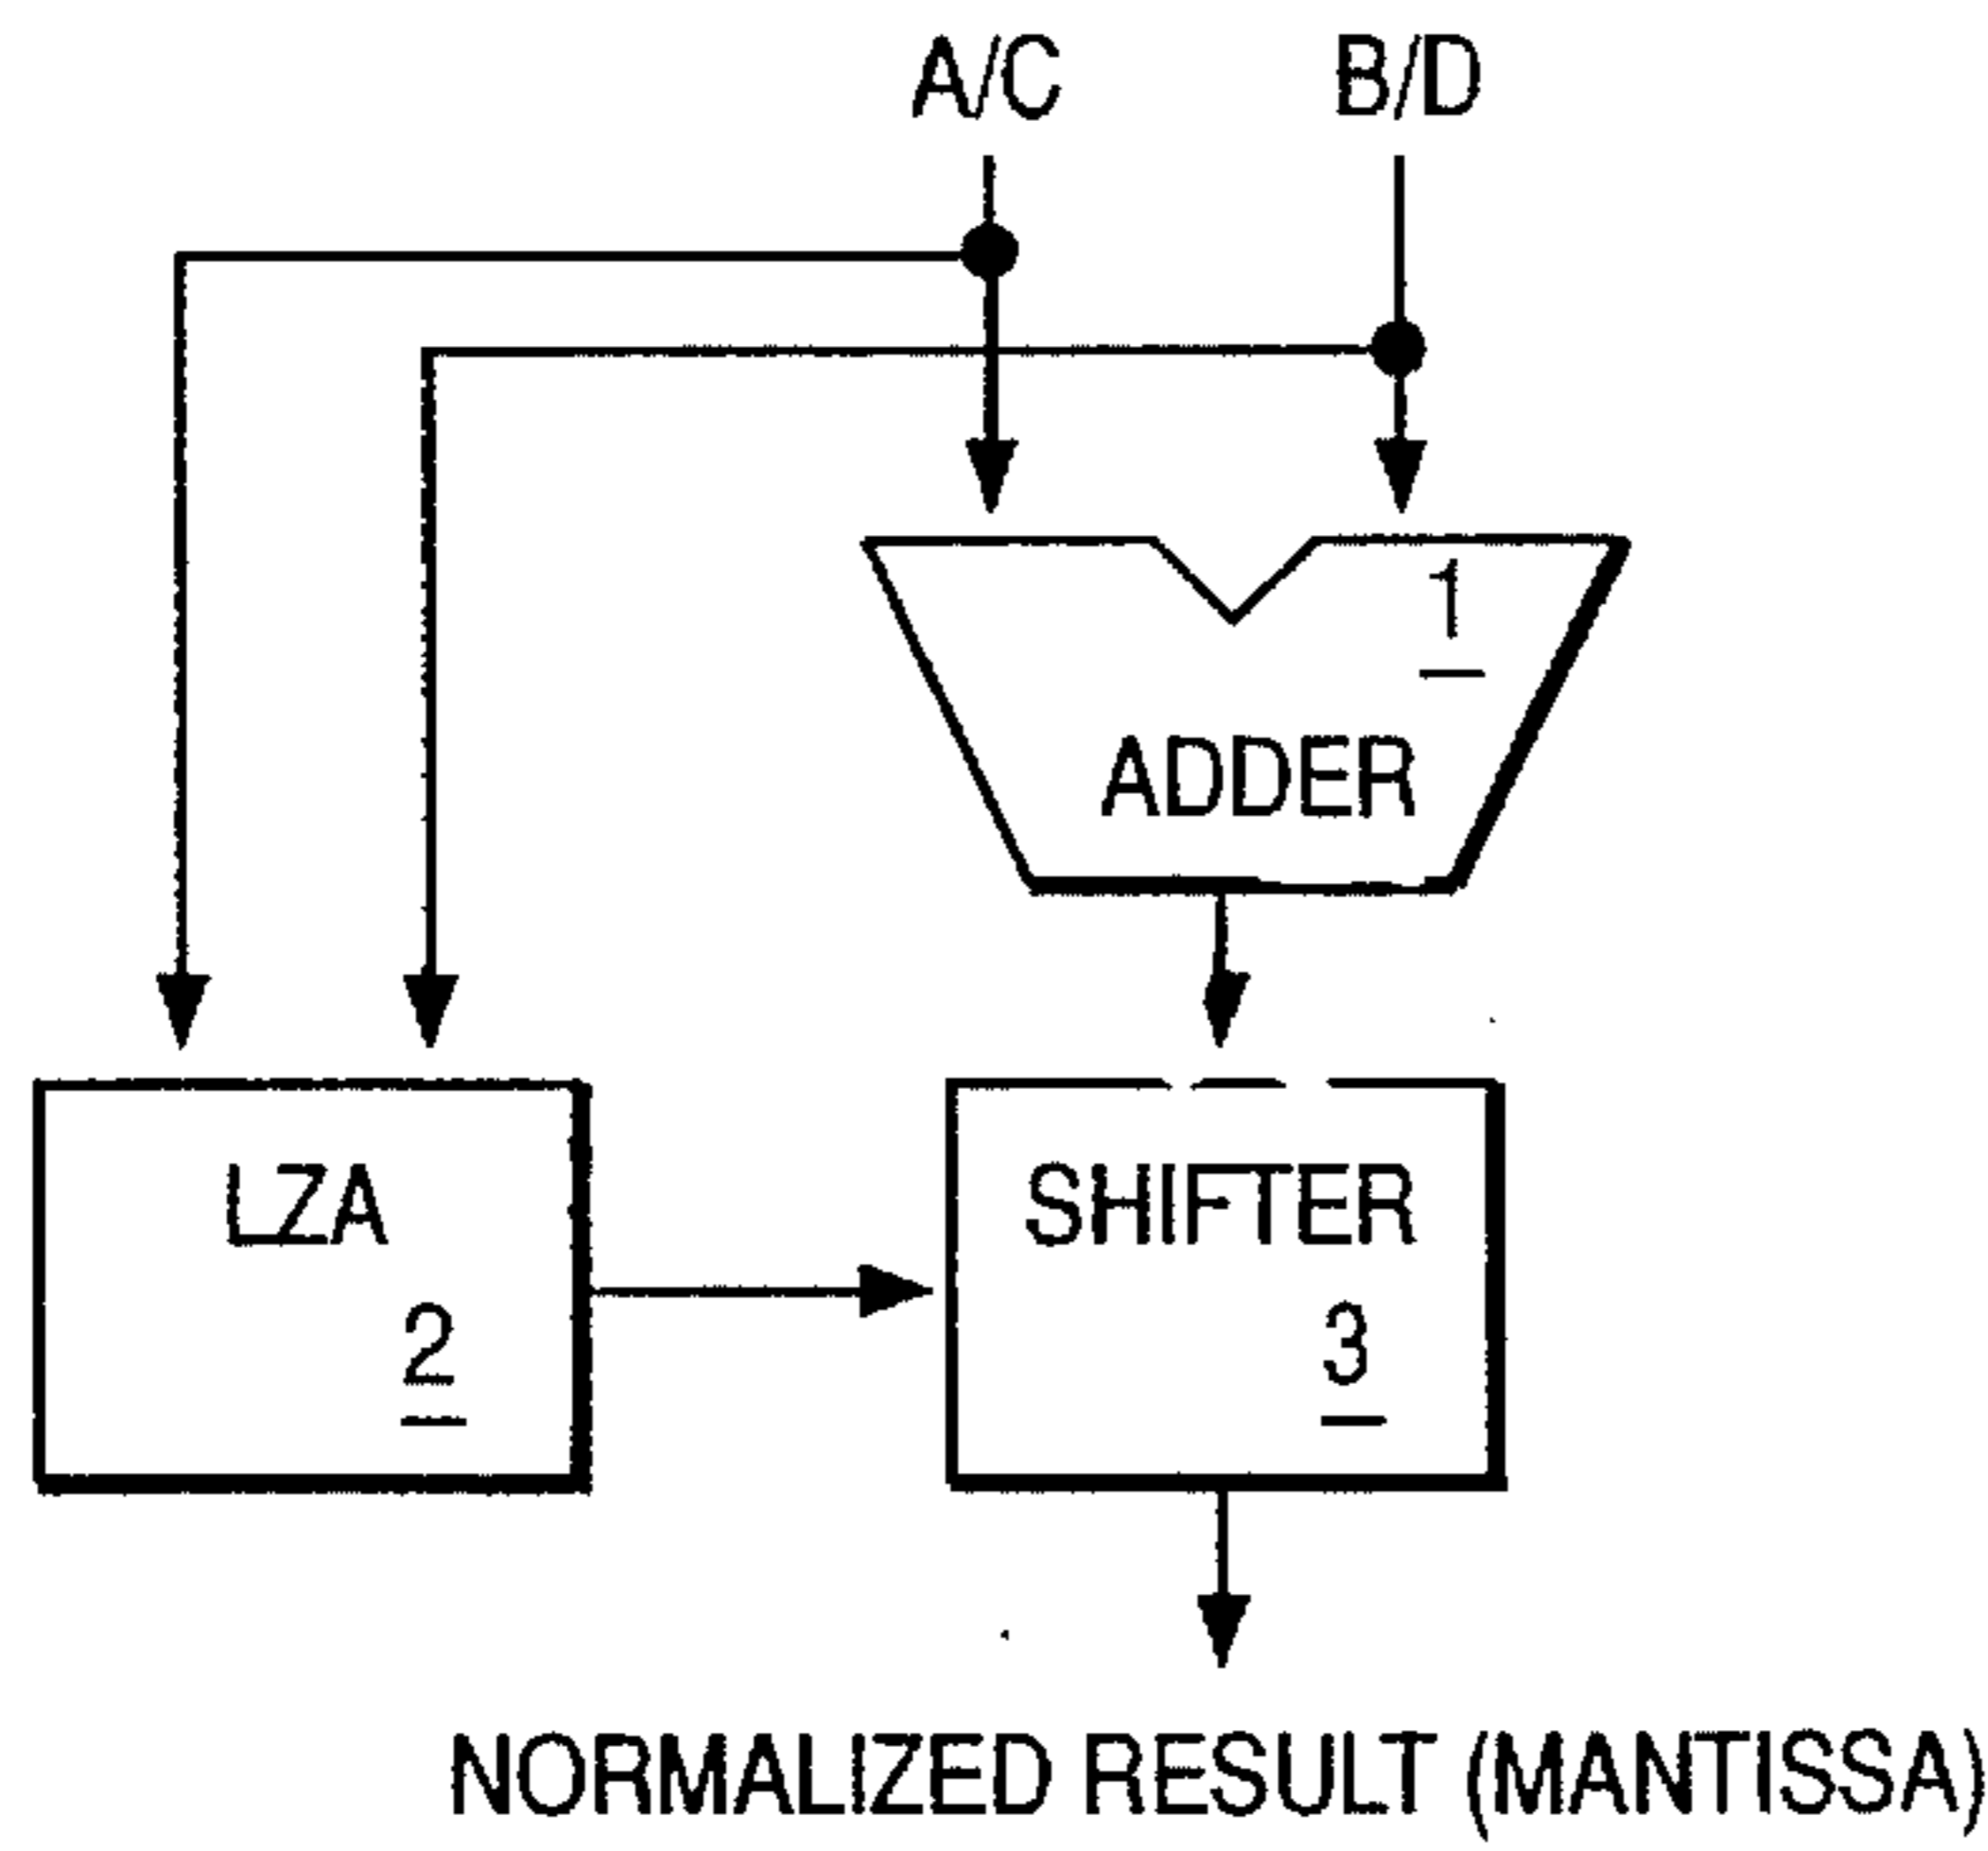 A/C B/D
1
ADDER
LZA SHIFTER
2 3
NORMALIZED RESULT (MANTISSA)